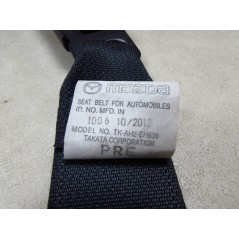 mazda
SEAT BELT FOR AUTOMOBILES
ID. NO. MFD. IN
1006 10/2012
MODEL NO. TK-AH2-EH939
TAKATA CORPORATION
PRE